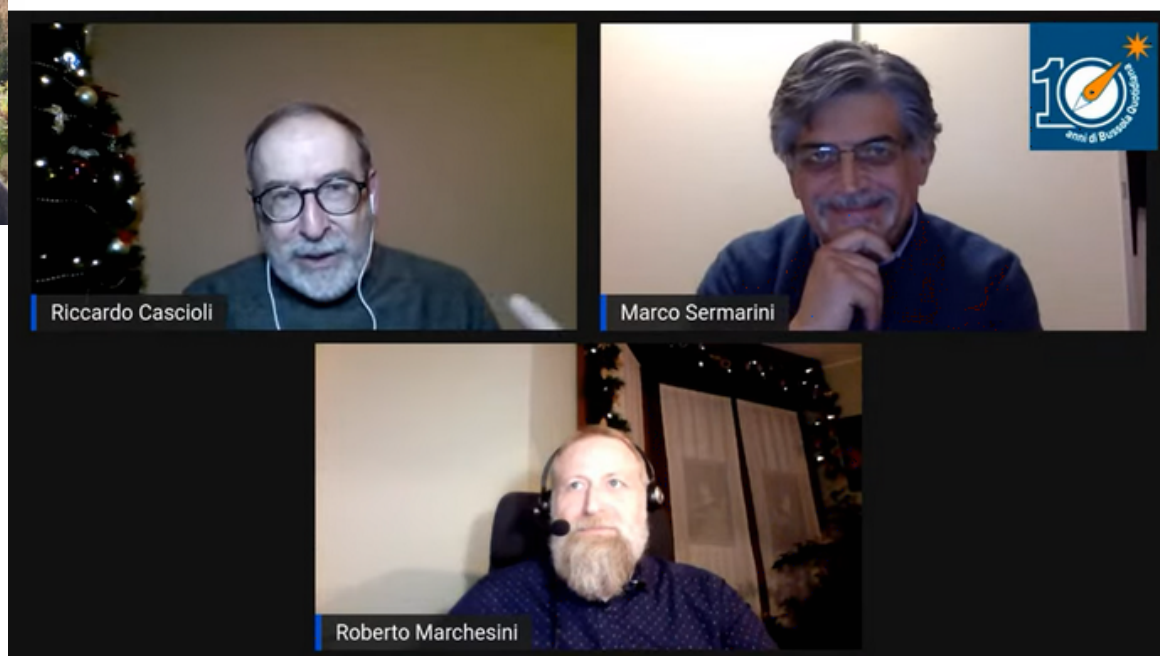 Riccardo Cascioli
Marco Sermarini
10
anni di Bussola Quotidiana
Roberto Marchesini